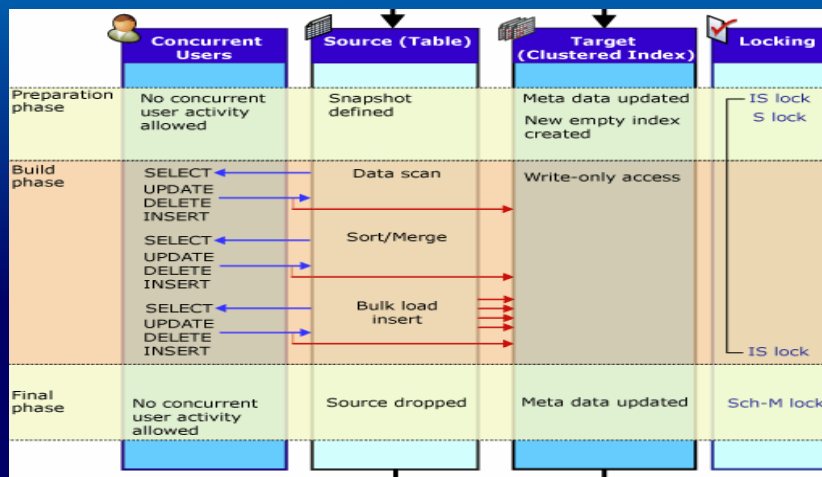 Concurrent
Users
Source (Table)
Target
(Clustered Index)
Locking
Preparation
phase
No concurrent
user activity
allowed
Snapshot
defined
Meta data updated
New empty index
created
IS lock
S lock
Build
phase
SELECT
UPDATE
DELETE
INSERT
Data scan
Write-only access
SELECT
UPDATE
DELETE
INSERT
Sort/Merge
SELECT
UPDATE
DELETE
INSERT
Bulk load
insert
IS lock
Final
phase
No concurrent
user activity
allowed
Source dropped
Meta data updated
Sch-M lock